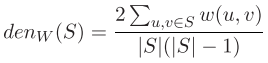 $den_W(S) = \frac{2 \sum_{u,v \in S} w(u,v)}{|S|(|S|-1)}$